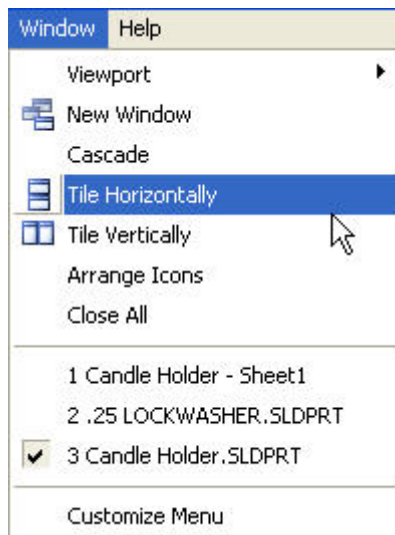 Window Help
Viewport
New Window
Cascade
Tile Horizontally
Tile Vertically
Arrange Icons
Close All
1 Candle Holder - Sheet1
2 .25 LOCKWASHER.SLDPRT
3 Candle Holder.SLDPRT
Customize Menu